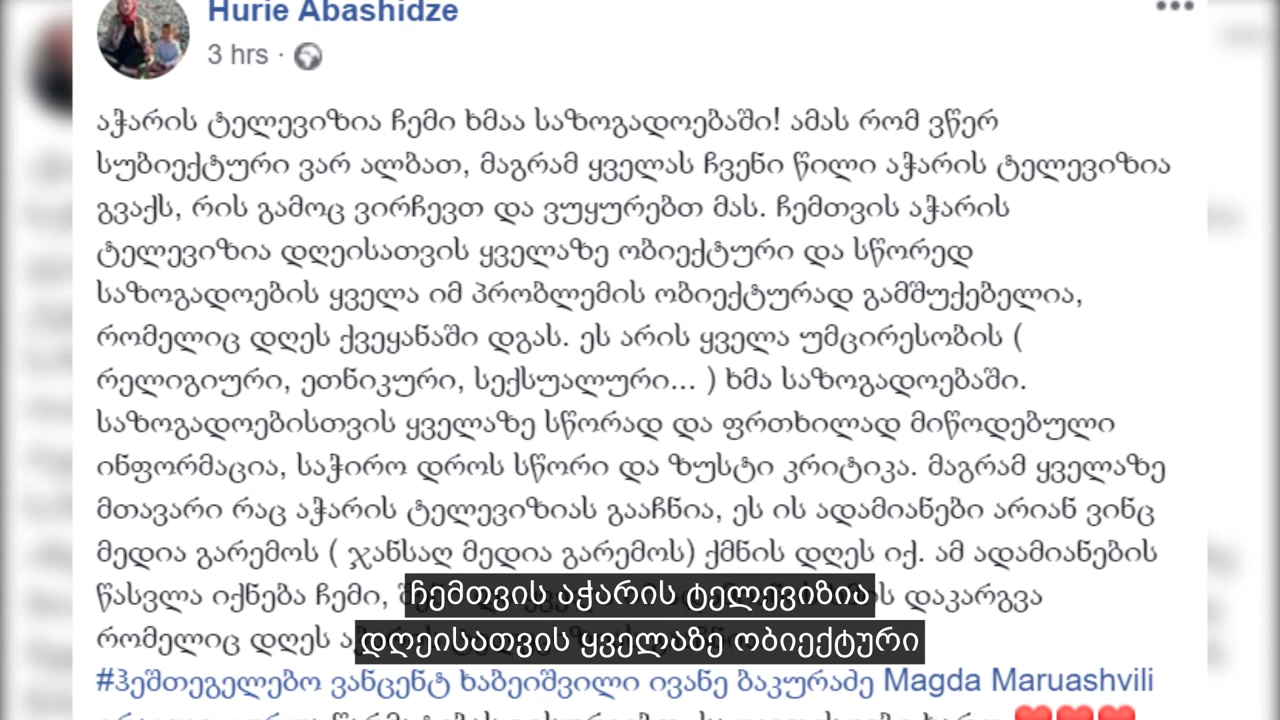 Hurie Abashidze
3 hrs ·
აჭარის ტელევიზია ჩემი ხმაა საზოგადოებაში! ამას რომ ვწერ
სუბიექტური ვარ ალბათ, მაგრამ ყველას ჩვენი წილი აჭარის ტელევიზია
გვაქს, რის გამოც ვირჩევთ და ვუყურებთ მას. ჩემთვის აჭარის
ტელევიზია დღეისათვის ყველაზე ობიექტური და სწორედ
საზოგადოების ყველა იმ პრობლემის ობიექტურად გამშუქებელია,
რომელიც დღეს ქვეყანაში დგას. ეს არის ყველა უმცირესობის (
რელიგიური, ეთნიკური, სექსუალური... ) ხმა საზოგადოებაში.
საზოგადოებისთვის ყველაზე სწორად და ფრთხილად მიწოდებული
ინფორმაცია, საჭირო დროს სწორი და ზუსტი კრიტიკა. მაგრამ ყველაზე
მთავარი რაც აჭარის ტელევიზიას გააჩნია, ეს ის ადამიანები არიან ვინც
მედია გარემოს ( ჯანსაღ მედია გარემოს) ქმნის დღეს იქ. ამ ადამიანების
წასვლა იქნება ჩემი, დაკარგვა
რომელიც დღეს
ჩემთვის აჭარის ტელევიზია
დღეისათვის ყველაზე ობიექტური
#ჰეშთეგელებო ვანცენტ ხაბეიშვილი ივანე ბაკურაძე Magda Maruashvili